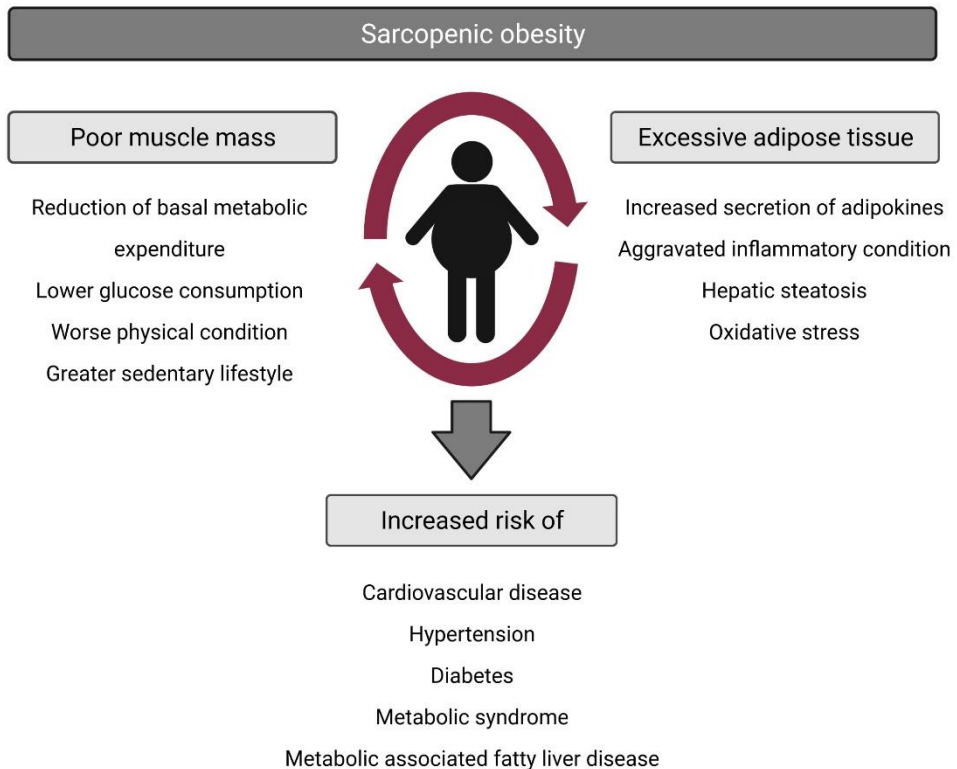 Sarcopenic obesity
Poor muscle mass
Reduction of basal metabolic
expenditure
Lower glucose consumption
Worse physical condition
Greater sedentary lifestyle
Excessive adipose tissue
Increased secretion of adipokines
Aggravated inflammatory condition
Hepatic steatosis
Oxidative stress
Increased risk of
Cardiovascular disease
Hypertension
Diabetes
Metabolic syndrome
Metabolic associated fatty liver disease